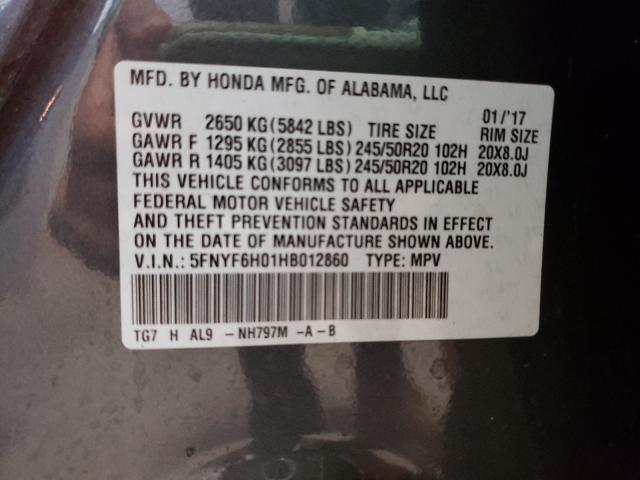 MFD. BY HONDA MFG. OF ALABAMA, LLC
01/'17
GVWR 2650 KG(5842 LBS) TIRE SIZE RIM SIZE
GAWR F 1295 KG(2855 LBS)245/50R20 102H 20X8.0J
GAWR R 1405 KG(3097 LBS)245/50R20 102H 20X8.0J
THIS VEHICLE CONFORMS TO ALL APPLICABLE
FEDERAL MOTOR VEHICLE SAFETY
AND THEFT PREVENTION STANDARDS IN EFFECT
ON THE DATE OF MANUFACTURE SHOWN ABOVE.
V.I.N.: 5FNYF6H01HB012860 TYPE: MPV
TG7 H AL9 -NH797M -A-B